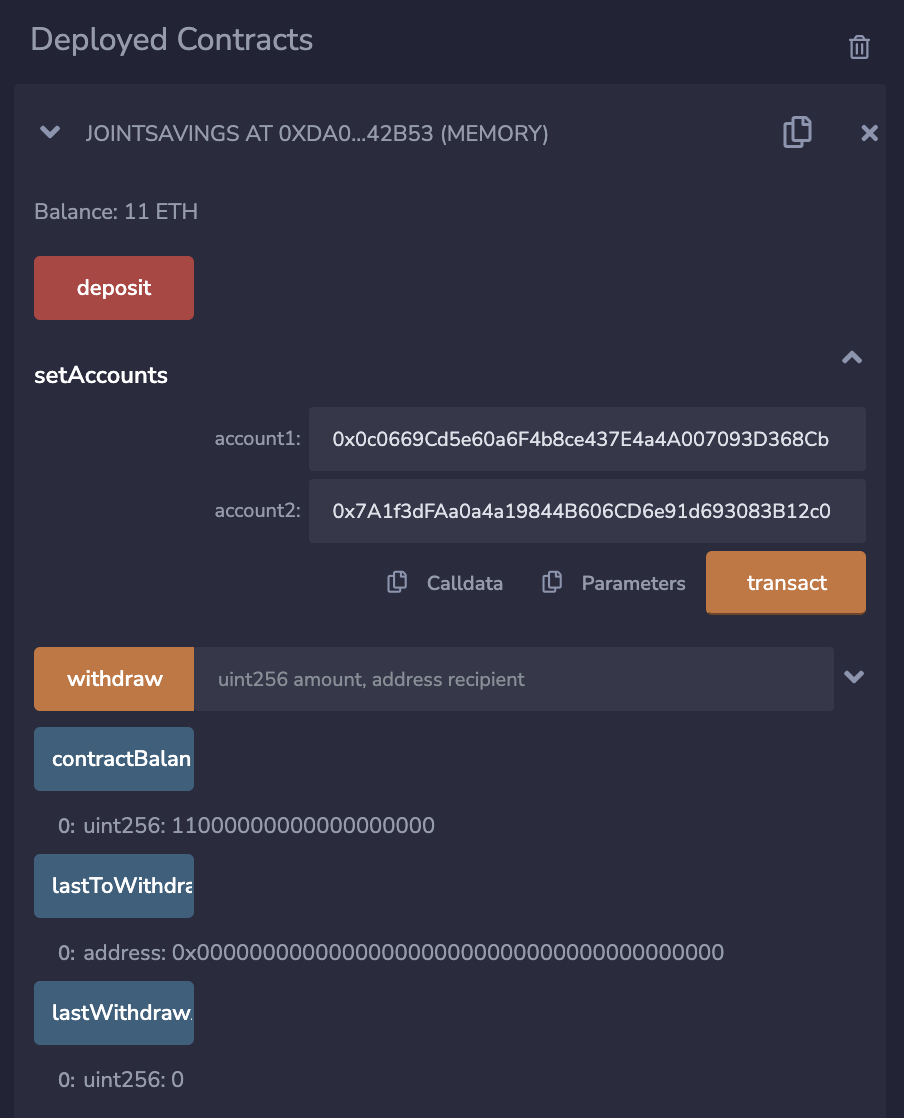 Deployed Contracts
JOINTSAVINGS AT 0XDA0...42B53 (MEMORY)
Balance: 11 ETH
deposit
setAccounts
account1: 0x0c0669Cd5e60a6F4b8ce437E4a4A007093D368Cb
account2: 0x7A1f3dFAa0a4a19844B606CD6e91d693083B12c0
Calldata Parameters transact
withdraw uint256 amount, address recipient
contractBalan
0: uint256: 11000000000000000000
lastToWithdra
0: address: 0x0000000000000000000000000000000000000000
lastWithdraw
0: uint256: 0